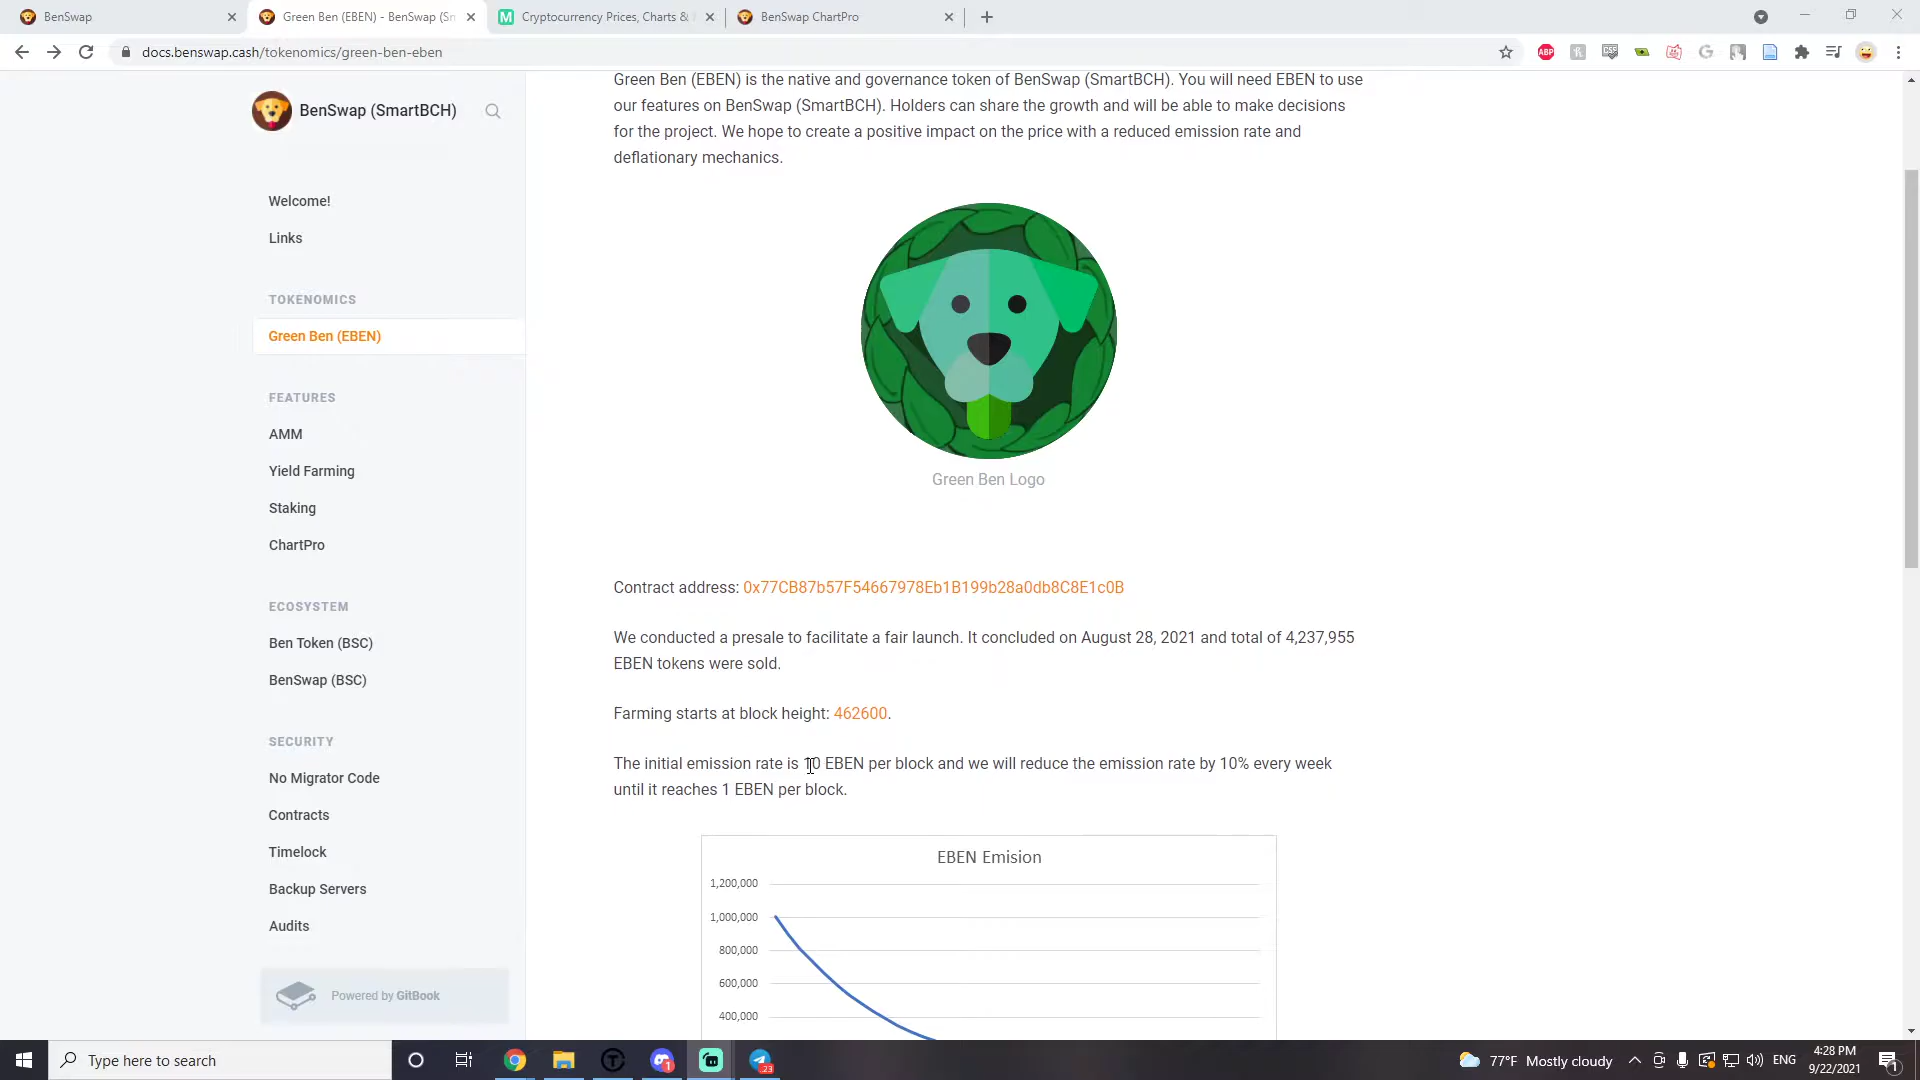 BenSwap
Green Ben (EBEN) - BenSwap (Sm
Cryptocurrency Prices, Charts &
BenSwap ChartPro
docs.benswap.cash/tokenomics/green-ben-eben
ABP
BenSwap (SmartBCH)
Welcome!
Links
TOKENOMICS
Green Ben (EBEN)
FEATURES
AMM
Yield Farming
Staking
ChartPro
ECOSYSTEM
Ben Token (BSC)
BenSwap (BSC)
SECURITY
No Migrator Code
Contracts
Timelock
Backup Servers
Audits
Powered by GitBook
Green Ben (EBEN) is the native and governance token of BenSwap (SmartBCH). You will need EBEN to use
our features on BenSwap (SmartBCH). Holders can share the growth and will be able to make decisions
for the project. We hope to create a positive impact on the price with a reduced emission rate and
deflationary mechanics.
Green Ben Logo
Contract address: 0x77CB87b57F54667978Eb1B199b28a0db8C8E1c0B
We conducted a presale to facilitate a fair launch. It concluded on August 28, 2021 and total of 4,237,955
EBEN tokens were sold.
Farming starts at block height: 462600.
The initial emission rate is 10 EBEN per block and we will reduce the emission rate by 10% every week
until it reaches 1 EBEN per block.
EBEN Emision
1,200,000
1,000,000
800,000
600,000
400,000
Type here to search
77°F Mostly cloudy
ENG
4:28 PM
9/22/2021